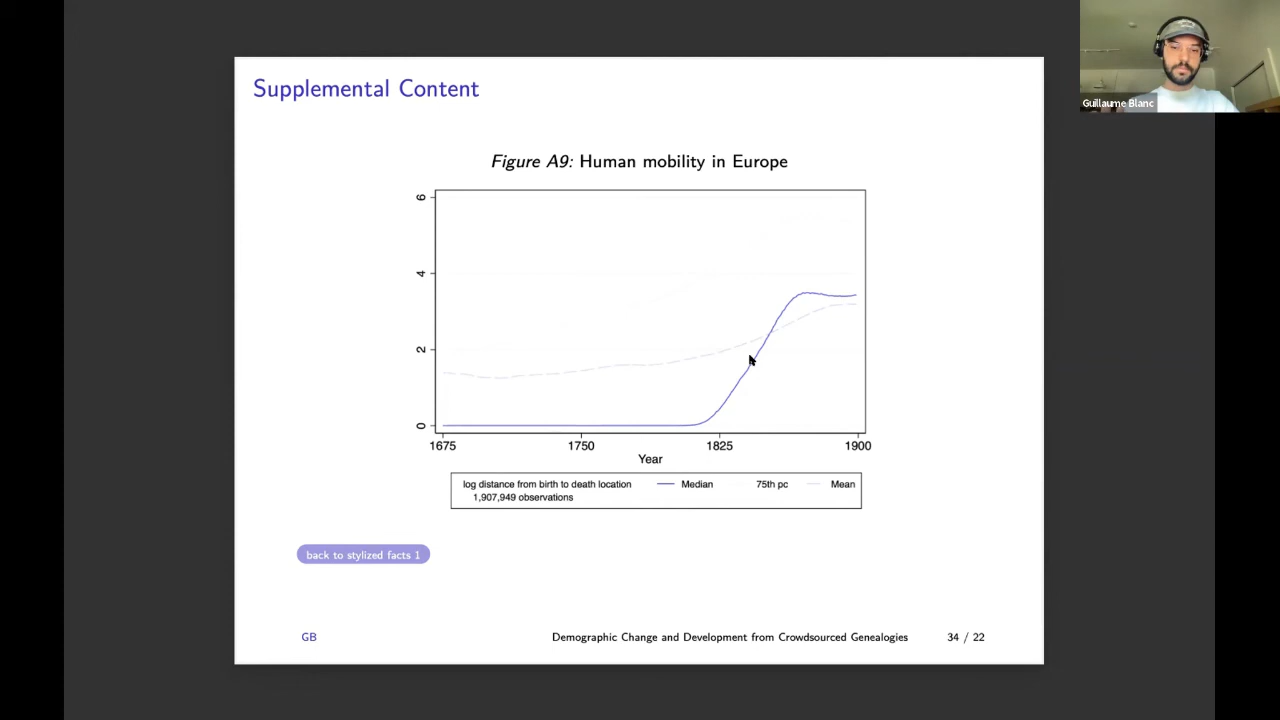 Supplemental Content
Figure A9: Human mobility in Europe
6
4
2
0
1675 1750 1825 1900
Year
log distance from birth to death location Median 75th pc Mean
1,907,949 observations
back to stylized facts 1
GB Demographic Change and Development from Crowdsourced Genealogies 34 / 22
Guillaume Blanc